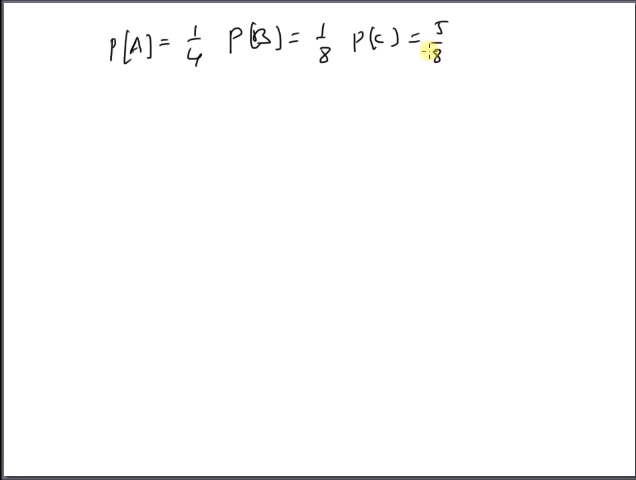 P[A] = 1/4 P[B] = 1/8 P[C] = 5/8